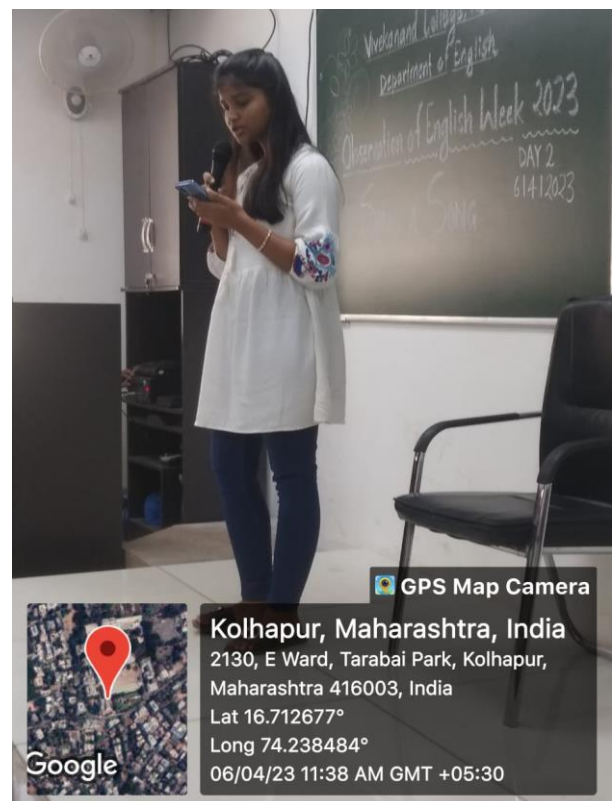 Vivekanand College,
Department of English
Observation of English Week 2023
DAY 2
6/4/2023
SONG
GPS Map Camera
Kolhapur, Maharashtra, India
2130, E Ward, Tarabai Park, Kolhapur,
Maharashtra 416003, India
Lat 16.712677°
Long 74.238484°
06/04/23 11:38 AM GMT +05:30
Google